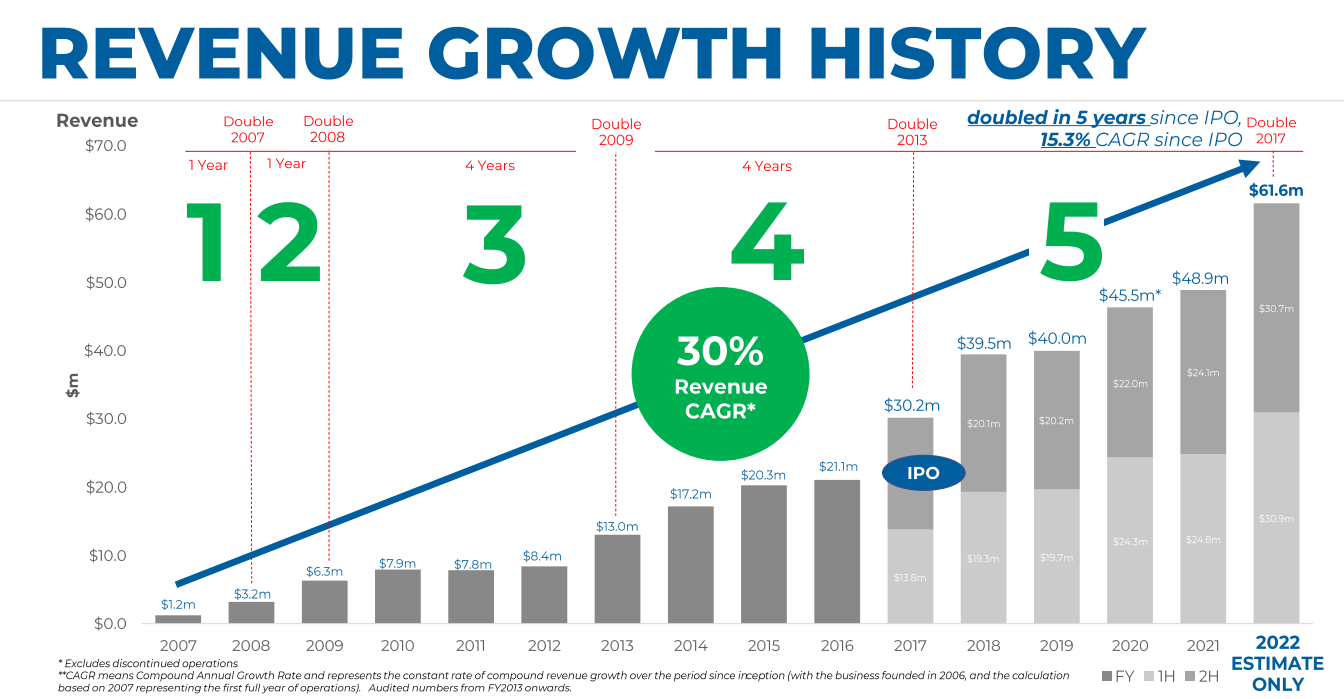 REVENUE GROWTH HISTORY
Revenue
Double
2007
Double
2008
Double
2009
Double
2013
doubled in 5 years since IPO,
15.3% CAGR since IPO
Double
2017
1 Year
1 Year
4 Years
4 Years
1
2
3
4
5
$m
$70.0
$60.0
$50.0
$40.0
$30.0
$20.0
$10.0
$0.0
30%
Revenue
CAGR*
IPO
$1.2m
$3.2m
$6.3m
$7.9m
$7.8m
$8.4m
$13.0m
$17.2m
$20.3m
$21.1m
$30.2m
$13.8m
$39.5m
$20.1m
$19.3m
$40.0m
$20.2m
$19.7m
$45.5m*
$22.0m
$24.3m
$48.9m
$24.1m
$24.8m
$61.6m
$30.7m
$30.9m
2007
2008
2009
2010
2011
2012
2013
2014
2015
2016
2017
2018
2019
2020
2021
2022
ESTIMATE
ONLY
FY
1H
2H
* Excludes discontinued operations
**CAGR means Compound Annual Growth Rate and represents the constant rate of compound revenue growth over the period since inception (with the business founded in 2006, and the calculation
based on 2007 representing the first full year of operations). Audited numbers from FY2013 onwards.